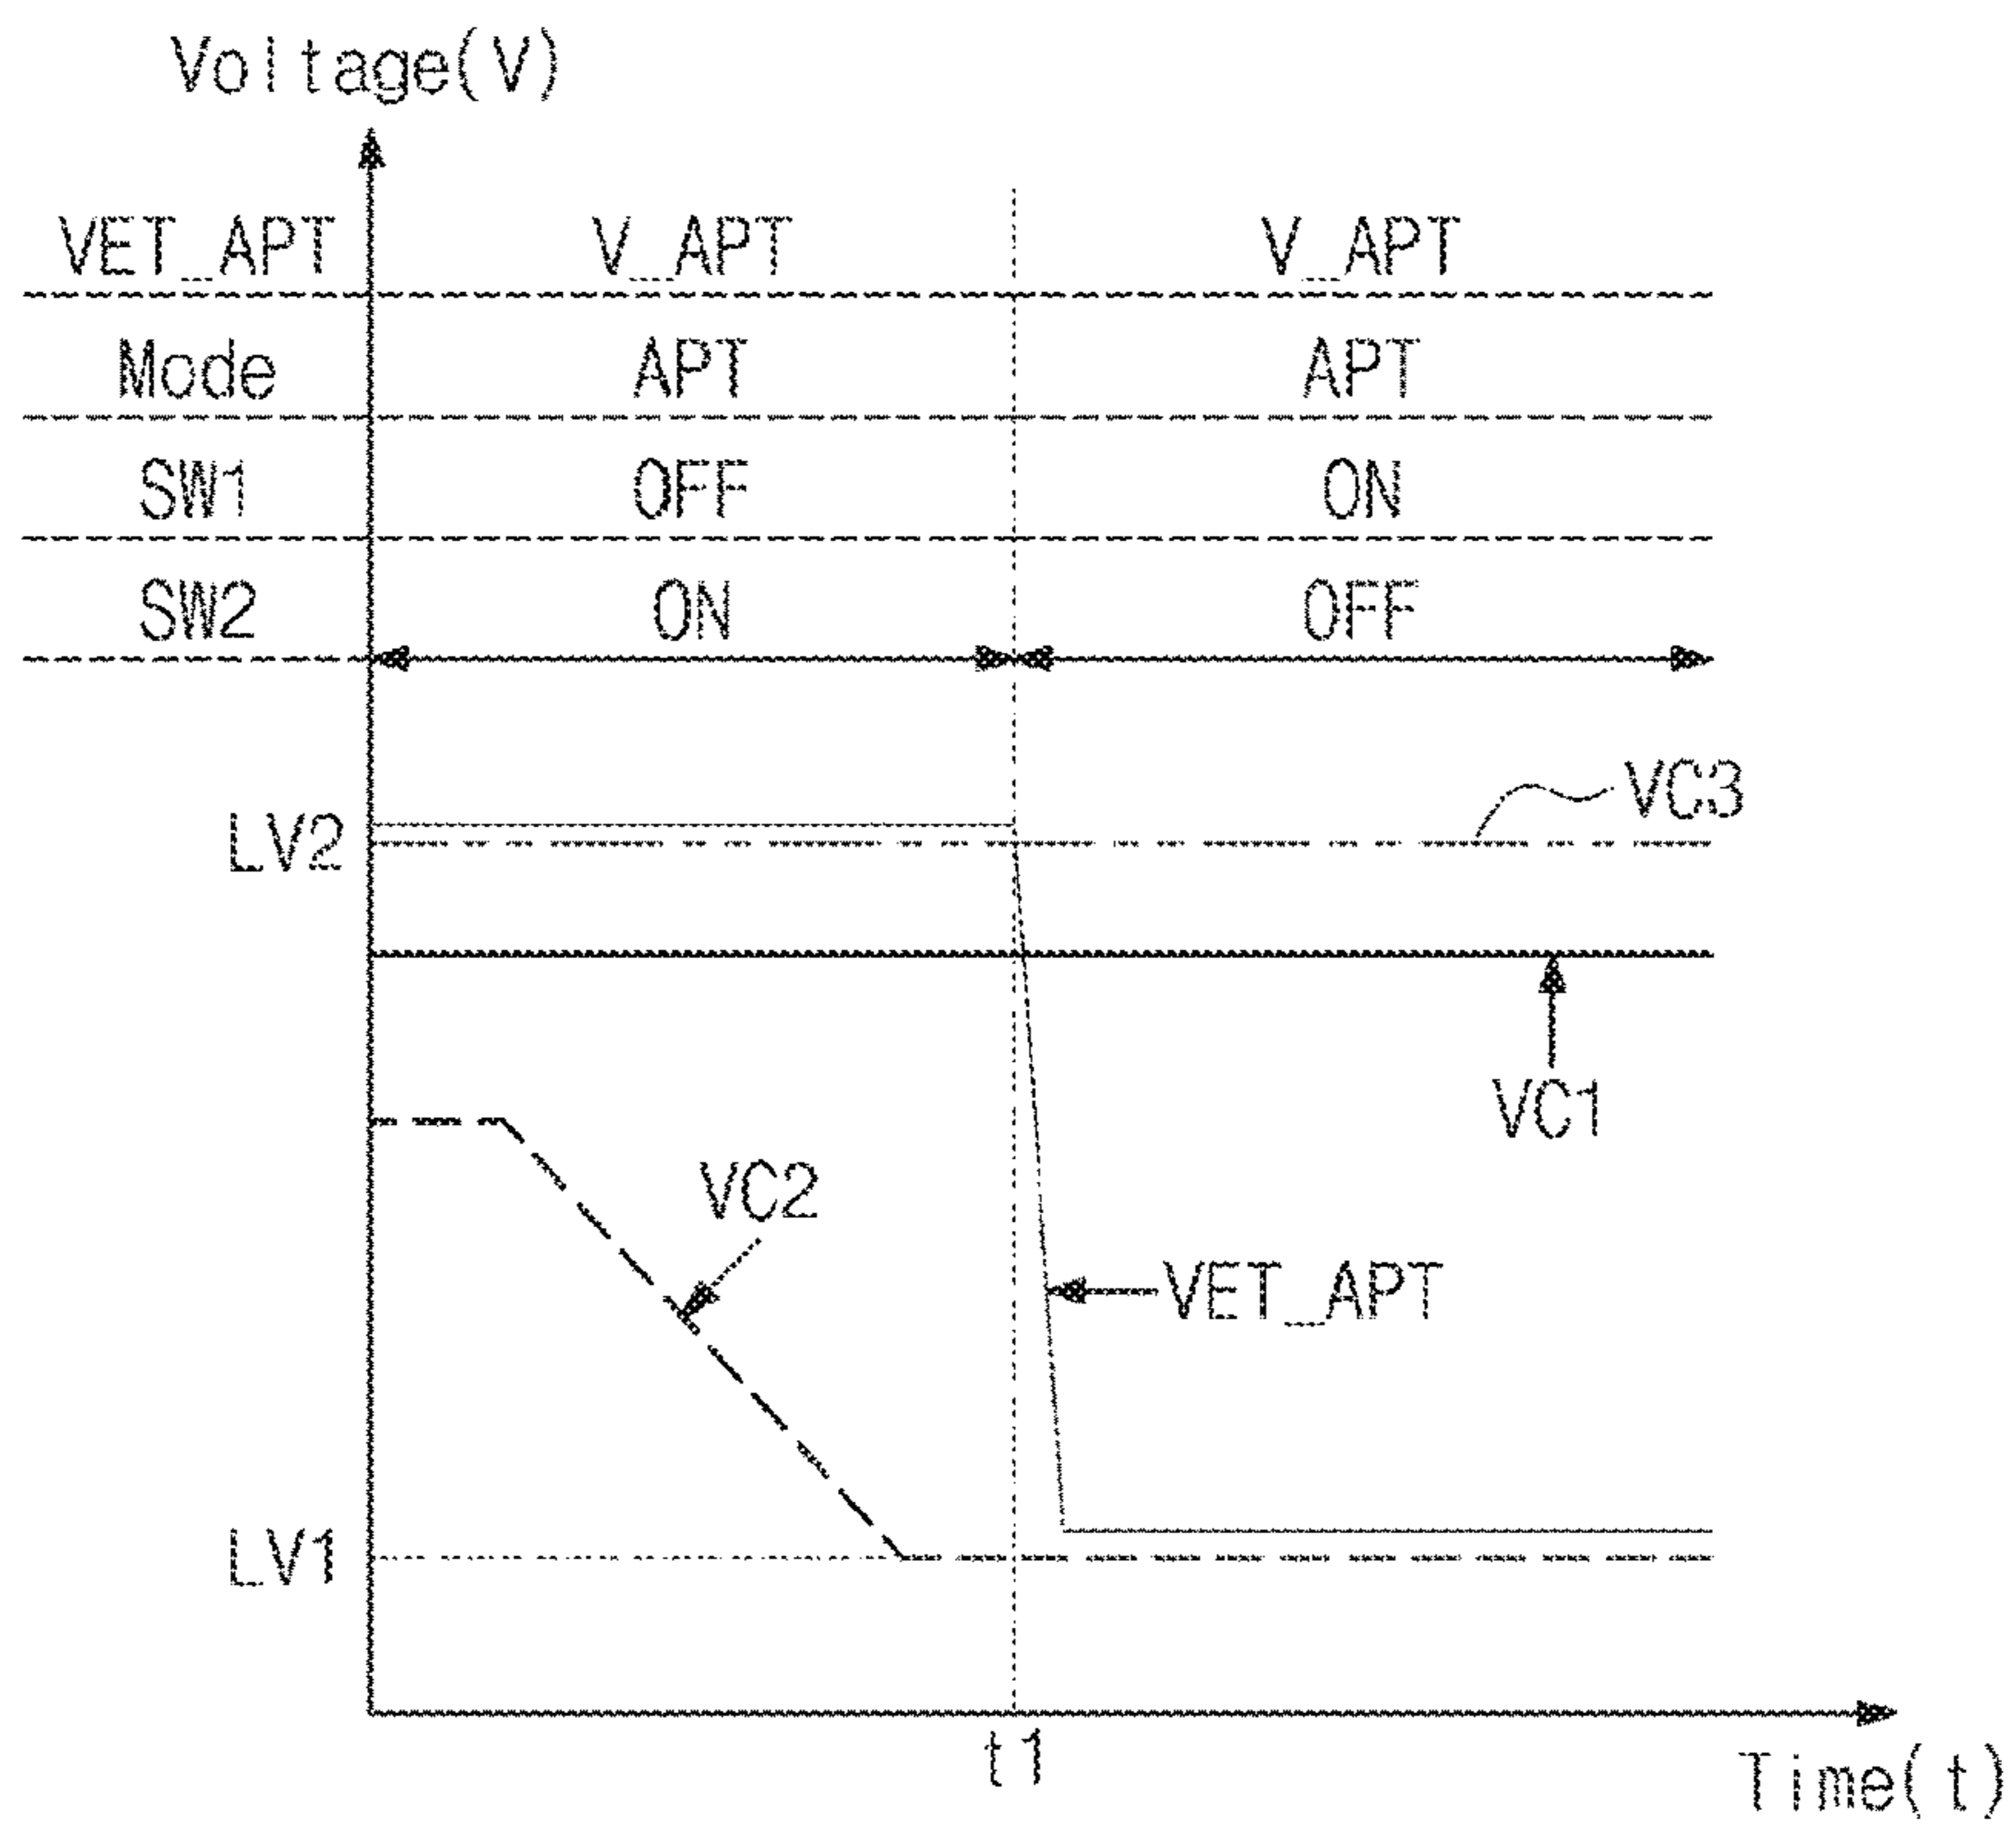 Voltage(V)
VET_APT V_APT V_APT
Mode APT APT
SW1 OFF ON
SW2 ON OFF
VC3
LV2
VC1
VC2
VET_APT
LV1
t1
Time(t)